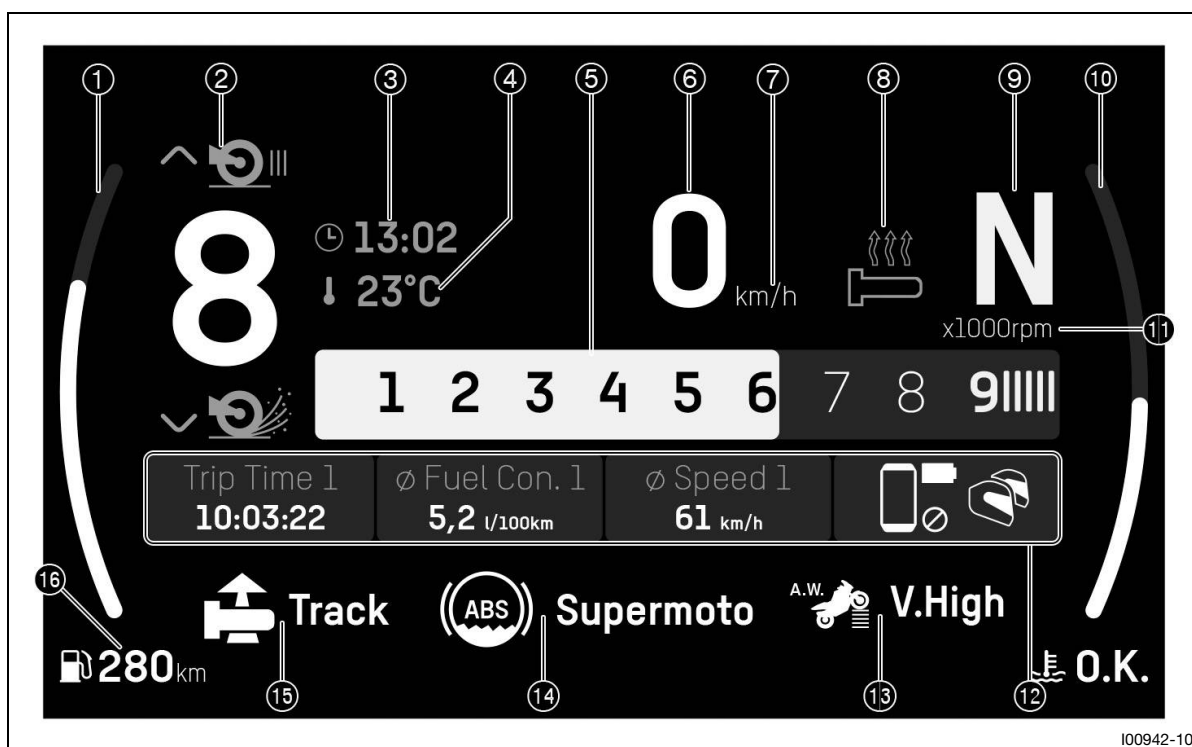 1 2 3 4 5 6 7 8 9 10
13:02
8 23°C 0 km/h N
x1000rpm 11
1 2 3 4 5 6 7 8 9
Trip Time 1 ø Fuel Con. 1 ø Speed 1
10:03:22 5,2 l/100km 61 km/h
16 Track ABS Supermoto A.W. V.High
280km O.K.
15 14 13 12
I00942-10